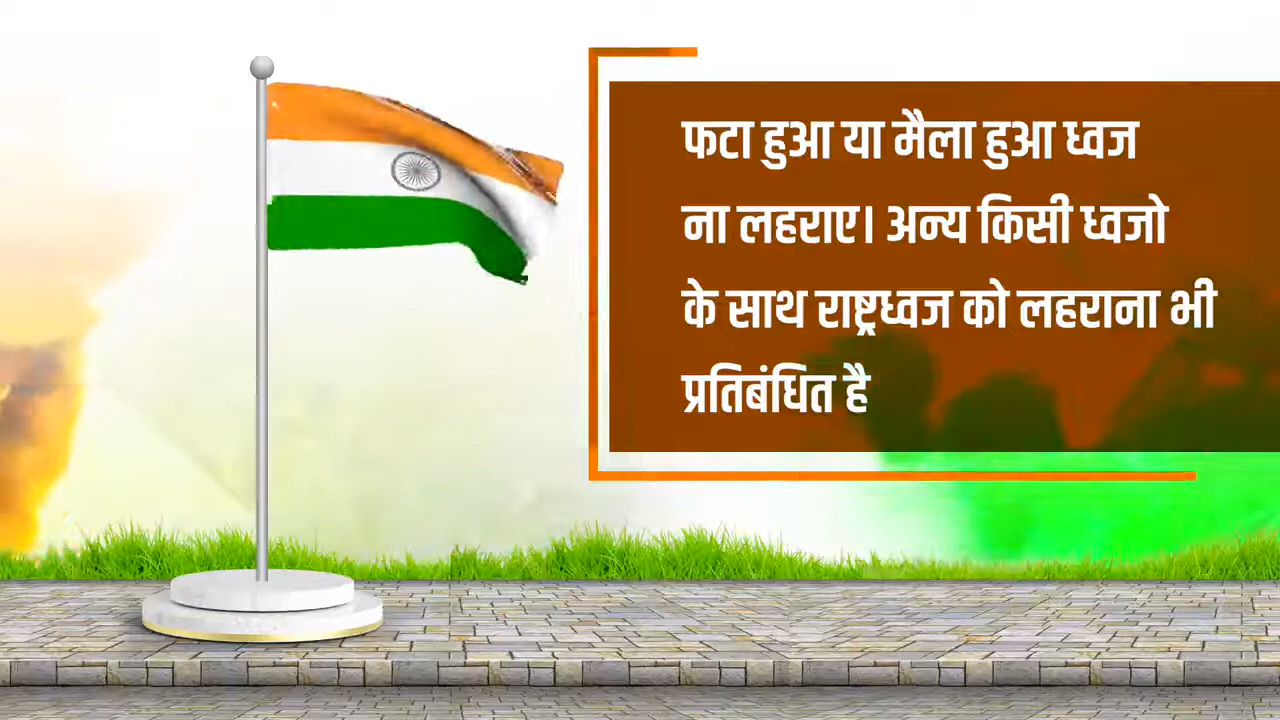 फटा हुआ या मैला हुआ ध्वज
ना लहराए। अन्य किसी ध्वजो
के साथ राष्ट्रध्वज को लहराना भी
प्रतिबंधित है